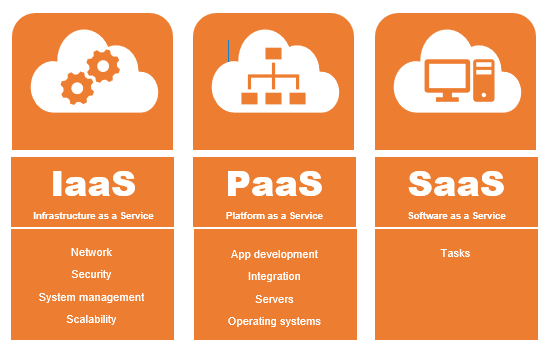 IaaS
Infrastructure as a Service
Network
Security
System management
Scalability
PaaS
Platform as a Service
App development
Integration
Servers
Operating systems
SaaS
Software as a Service
Tasks